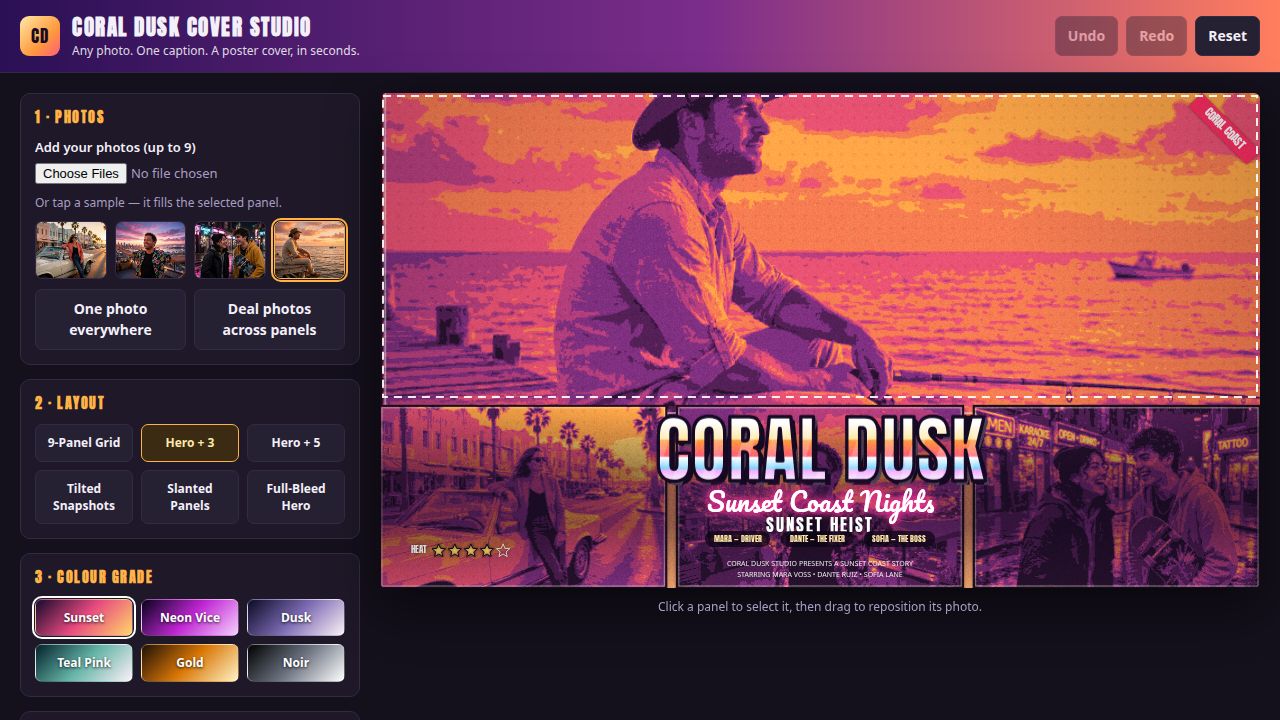 CD
CORAL DUSK COVER STUDIO
Any photo. One caption. A poster cover, in seconds.
Undo
Redo
Reset
1 · PHOTOS
Add your photos (up to 9)
Choose Files No file chosen
Or tap a sample — it fills the selected panel.
One photo
everywhere
Deal photos
across panels
2 · LAYOUT
9-Panel Grid
Hero + 3
Hero + 5
Tilted
Snapshots
Slanted
Panels
Full-Bleed
Hero
3 · COLOUR GRADE
Sunset
Neon Vice
Dusk
Teal Pink
Gold
Noir
CORAL COAST
CORAL DUSK
Sunset Coast Nights
SUNSET HEIST
MARA – DRIVER
DANTE – THE FIXER
SOFIA – THE BOSS
HEAT
CORAL DUSK STUDIO PRESENTS A SUNSET COAST STORY
STARRING MARA VOSS • DANTE RUIZ • SOFIA LANE
KARAOKE
24/7
OPEN
TATTOO
Click a panel to select it, then drag to reposition its photo.